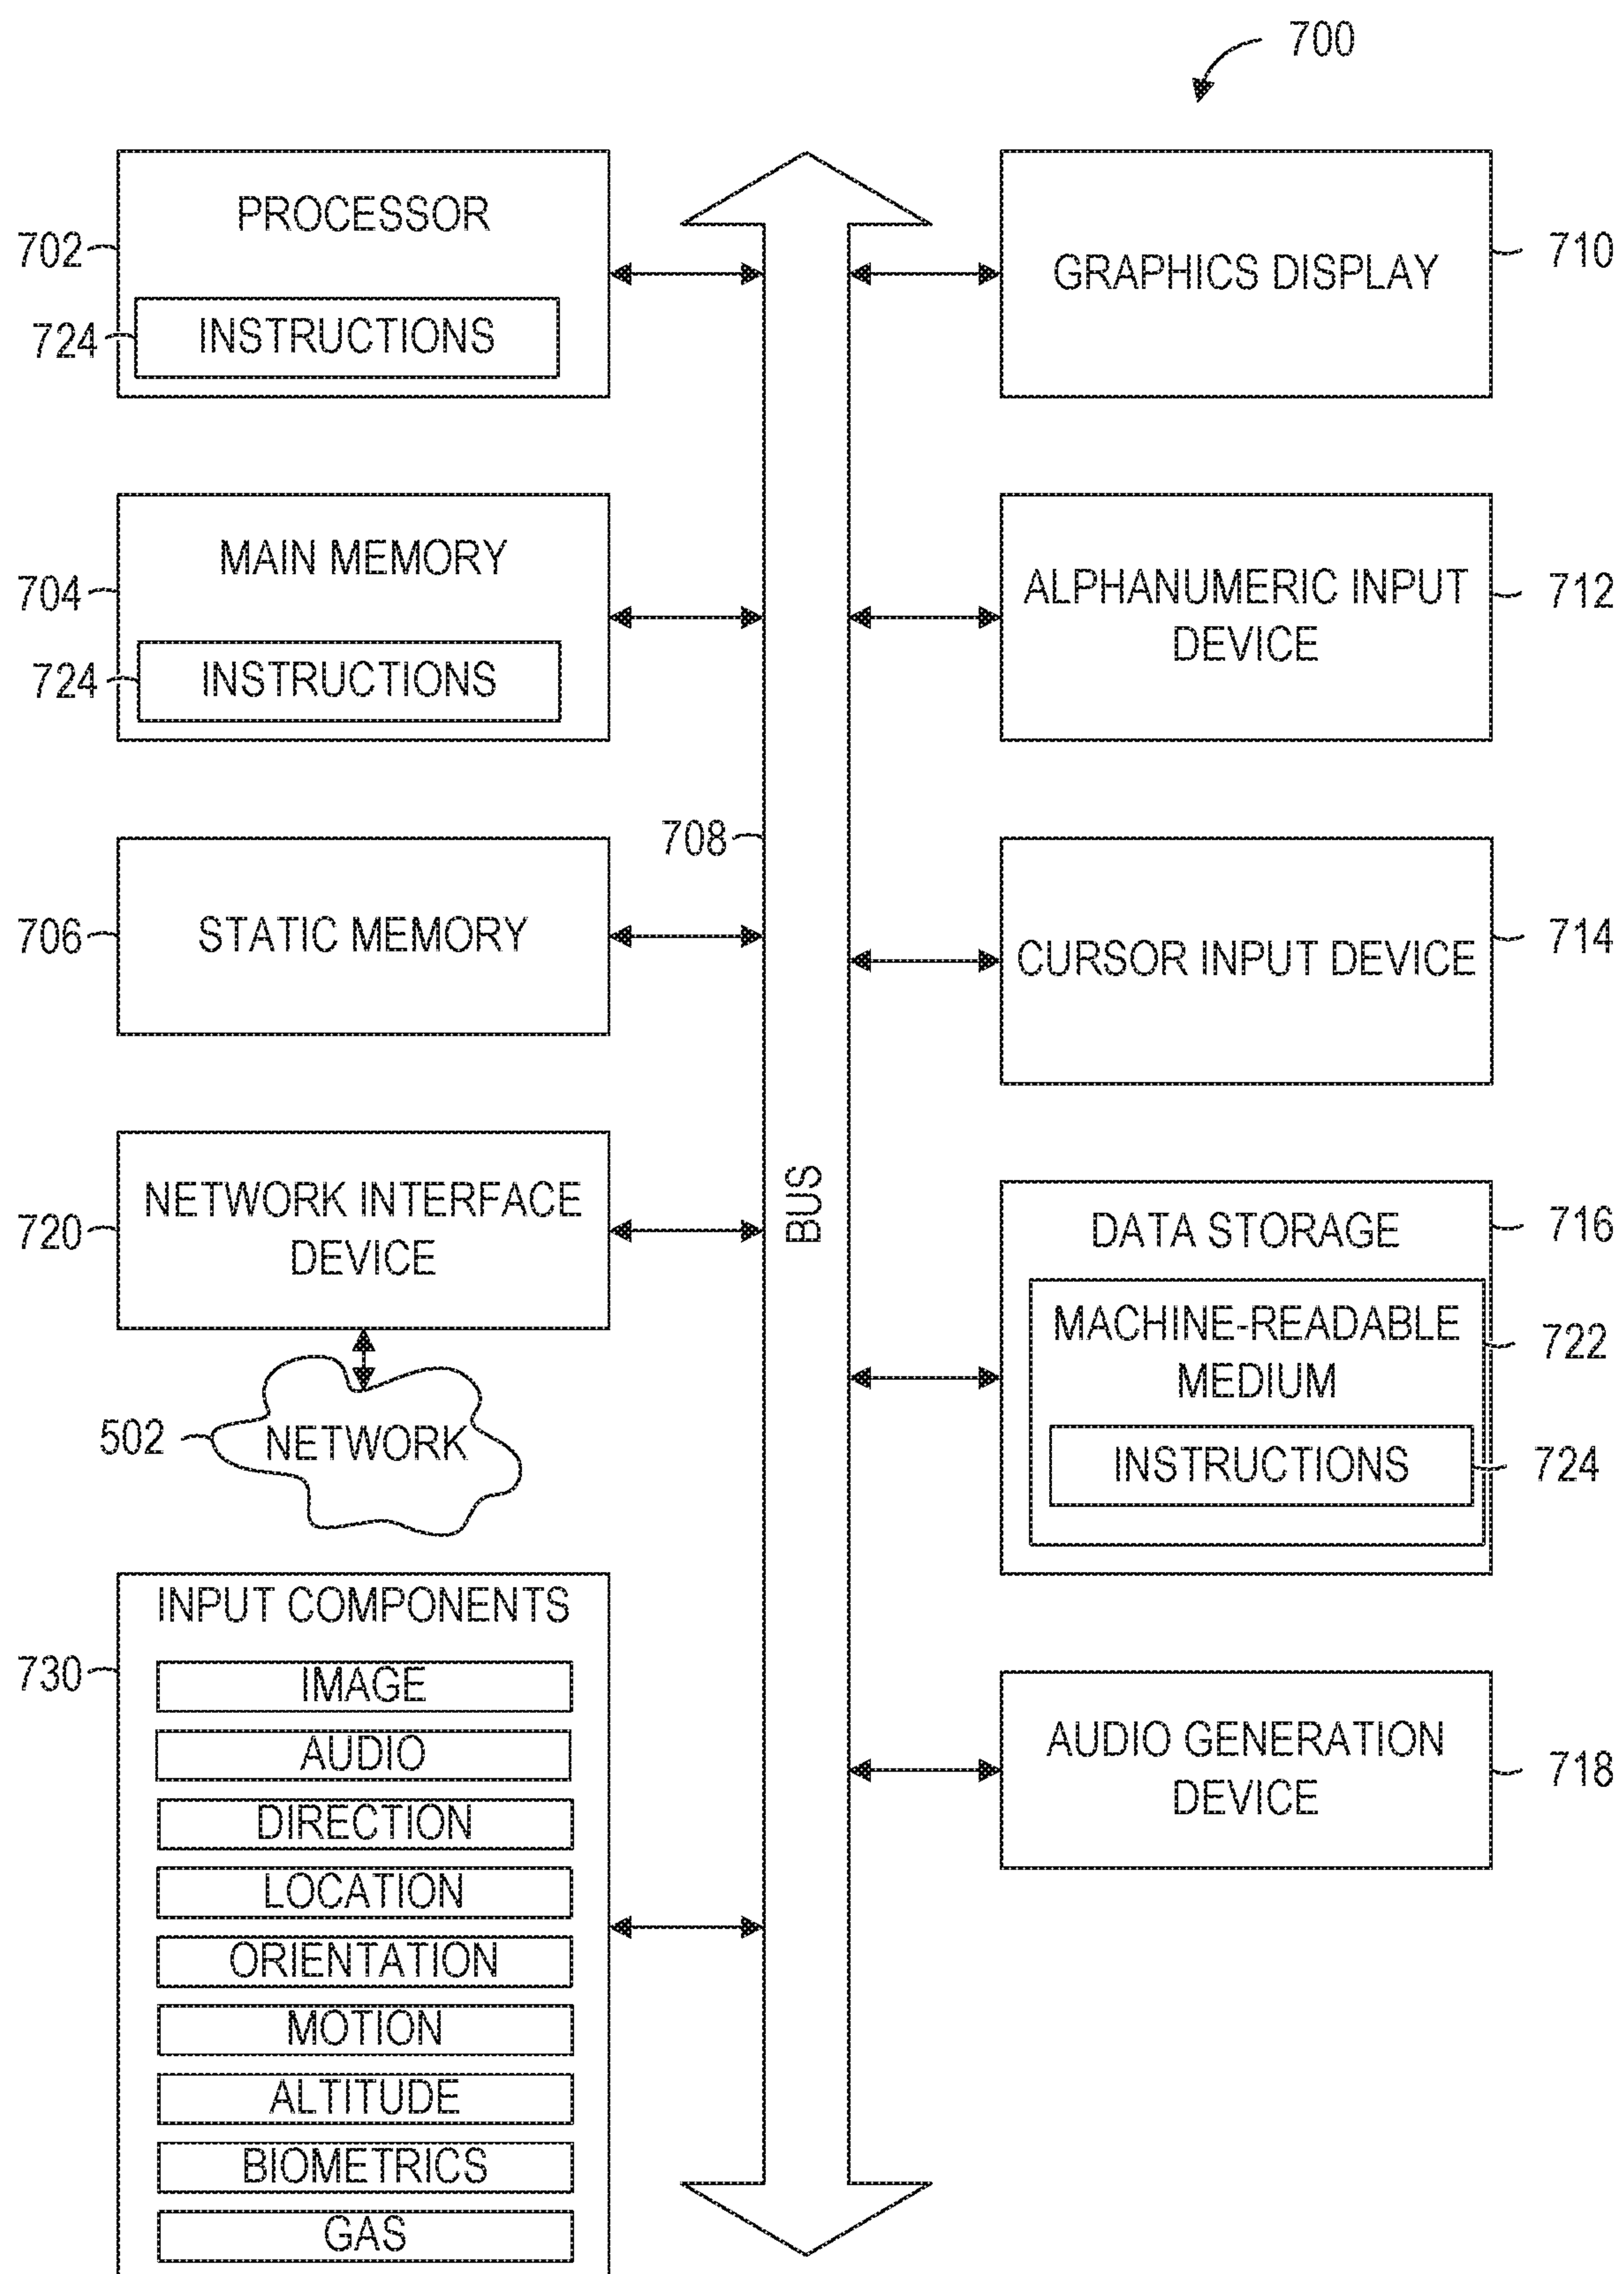 700
PROCESSOR
702
724
INSTRUCTIONS
GRAPHICS DISPLAY
710
MAIN MEMORY
704
724
INSTRUCTIONS
ALPHANUMERIC INPUT
DEVICE
712
708
STATIC MEMORY
706
CURSOR INPUT DEVICE
714
BUS
NETWORK INTERFACE
DEVICE
720
NETWORK
502
DATA STORAGE
716
MACHINE-READABLE
MEDIUM
722
INSTRUCTIONS
724
INPUT COMPONENTS
730
IMAGE
AUDIO
DIRECTION
LOCATION
ORIENTATION
MOTION
ALTITUDE
BIOMETRICS
GAS
AUDIO GENERATION
DEVICE
718